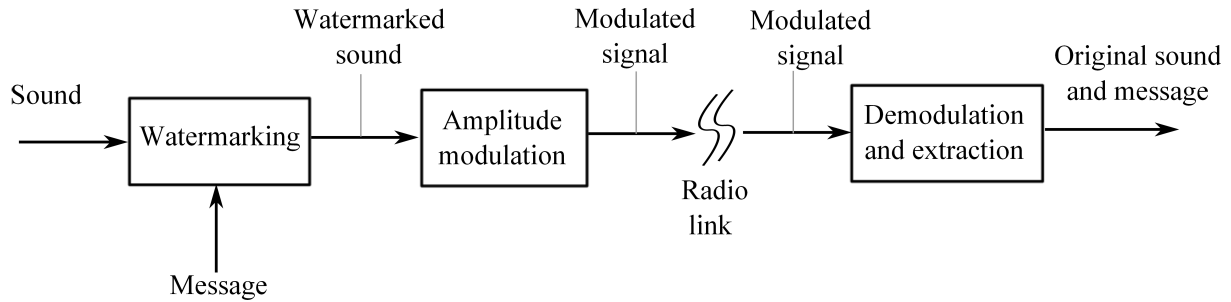 Sound
Watermarking
Message
Watermarked
sound
Amplitude
modulation
Modulated
signal
Radio
link
Modulated
signal
Demodulation
and extraction
Original sound
and message